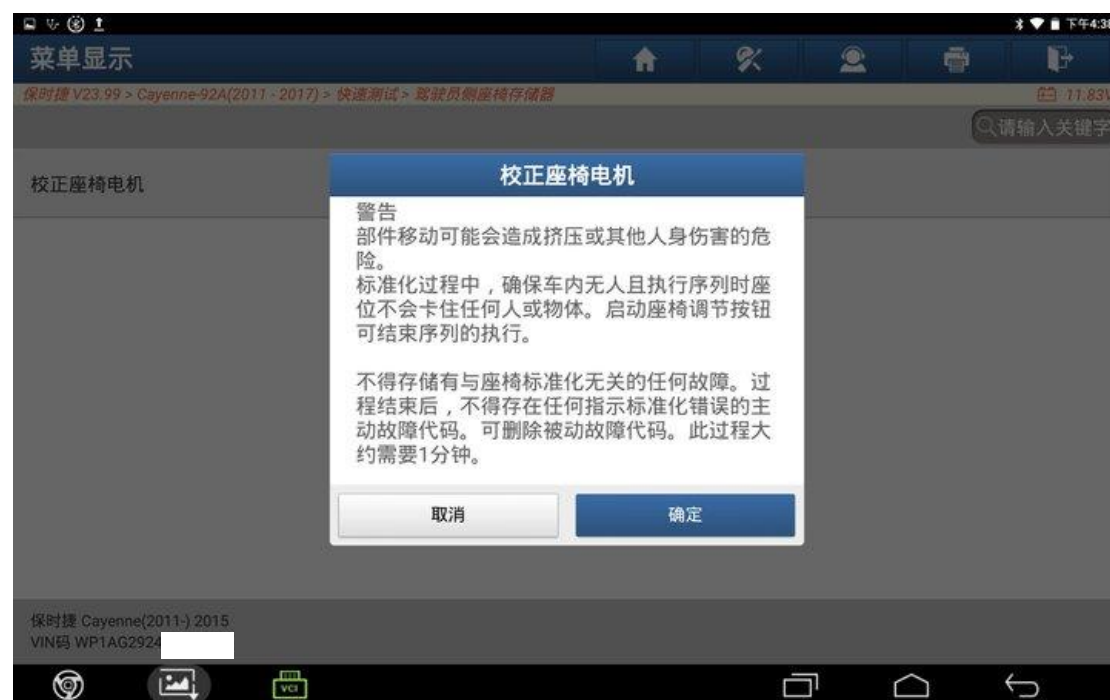 下午4:38
菜单显示
保时捷 V23.99 > Cayenne-92A(2011 - 2017) > 快速测试 > 驾驶员侧座椅存储器
11.83V
请输入关键字
校正座椅电机
校正座椅电机
警告
部件移动可能会造成挤压或其他人身伤害的危
险。
标准化过程中，确保车内无人且执行序列时座
位不会卡住任何人或物体。启动座椅调节按钮
可结束序列的执行。
不得存储有与座椅标准化无关的任何故障。过
程结束后，不得存在任何指示标准化错误的主
动故障代码。可删除被动故障代码。此过程大
约需要1分钟。
取消
确定
保时捷 Cayenne(2011-) 2015
VIN码 WP1AG2924
VCI